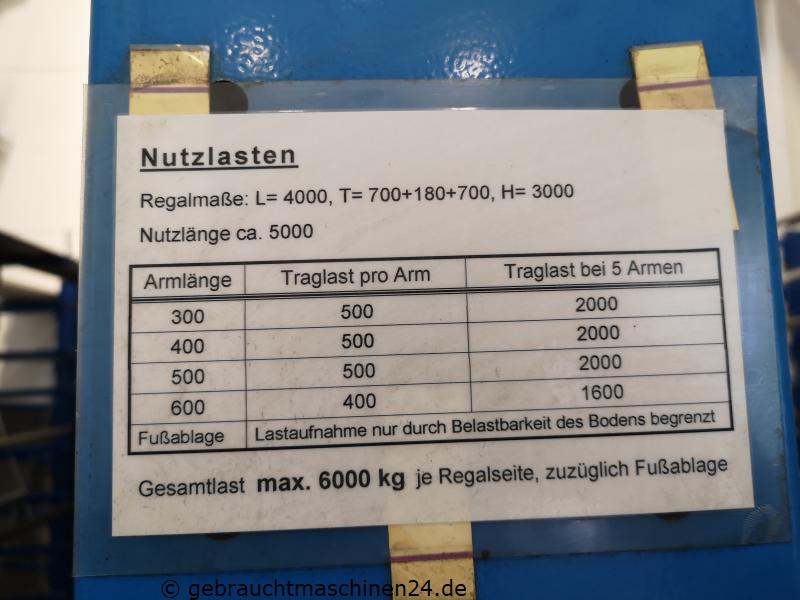 Nutzlasten
Regalmaße: L= 4000, T= 700+180+700, H= 3000
Nutzlänge ca. 5000
Armlänge Traglast pro Arm Traglast bei 5 Armen
300 500 2000
400 500 2000
500 500 2000
600 400 1600
Fußablage Lastaufnahme nur durch Belastbarkeit des Bodens begrenzt
Gesamtlast max. 6000 kg je Regalseite, zuzüglich Fußablage
© gebrauchtmaschinen24.de